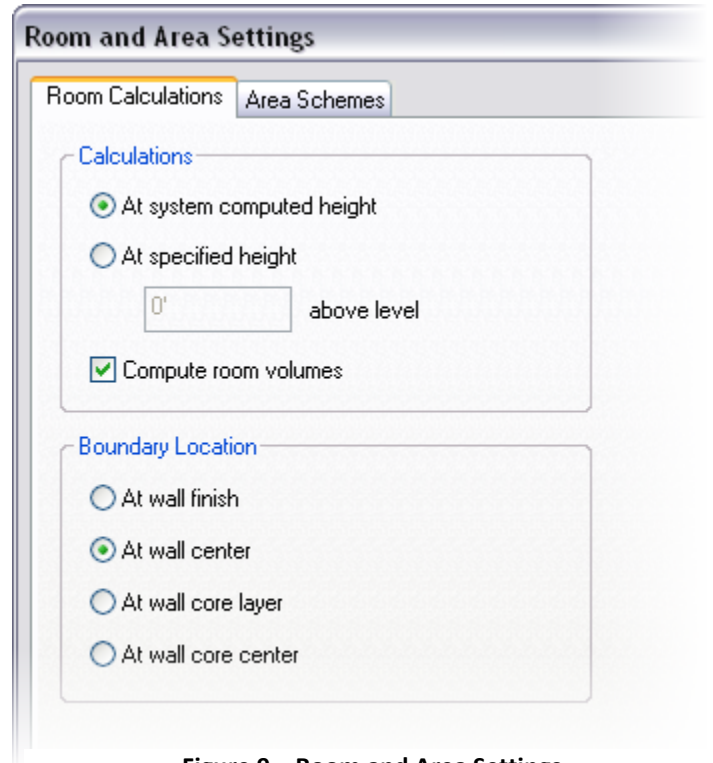 Room and Area Settings
Room Calculations Area Schemes
Calculations
At system computed height
At specified height
0' above level
Compute room volumes
Boundary Location
At wall finish
At wall center
At wall core layer
At wall core center
Figure 9 – Room and Area Settings